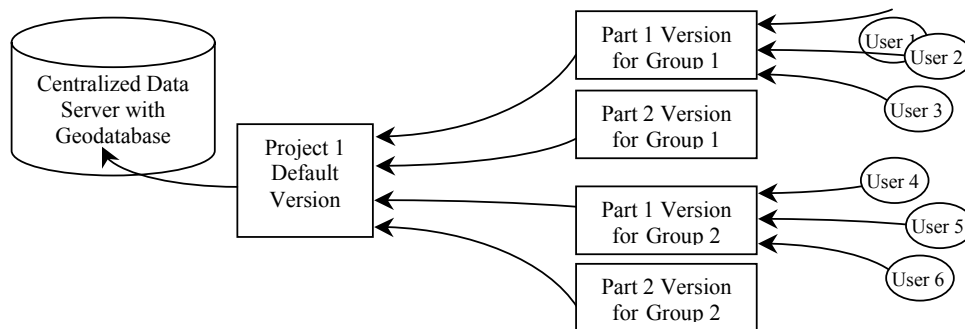 Centralized Data
Server with
Geodatabase
Project 1
Default
Version
Part 1 Version
for Group 1
Part 2 Version
for Group 1
Part 1 Version
for Group 2
Part 2 Version
for Group 2
User 1
User 2
User 3
User 4
User 5
User 6